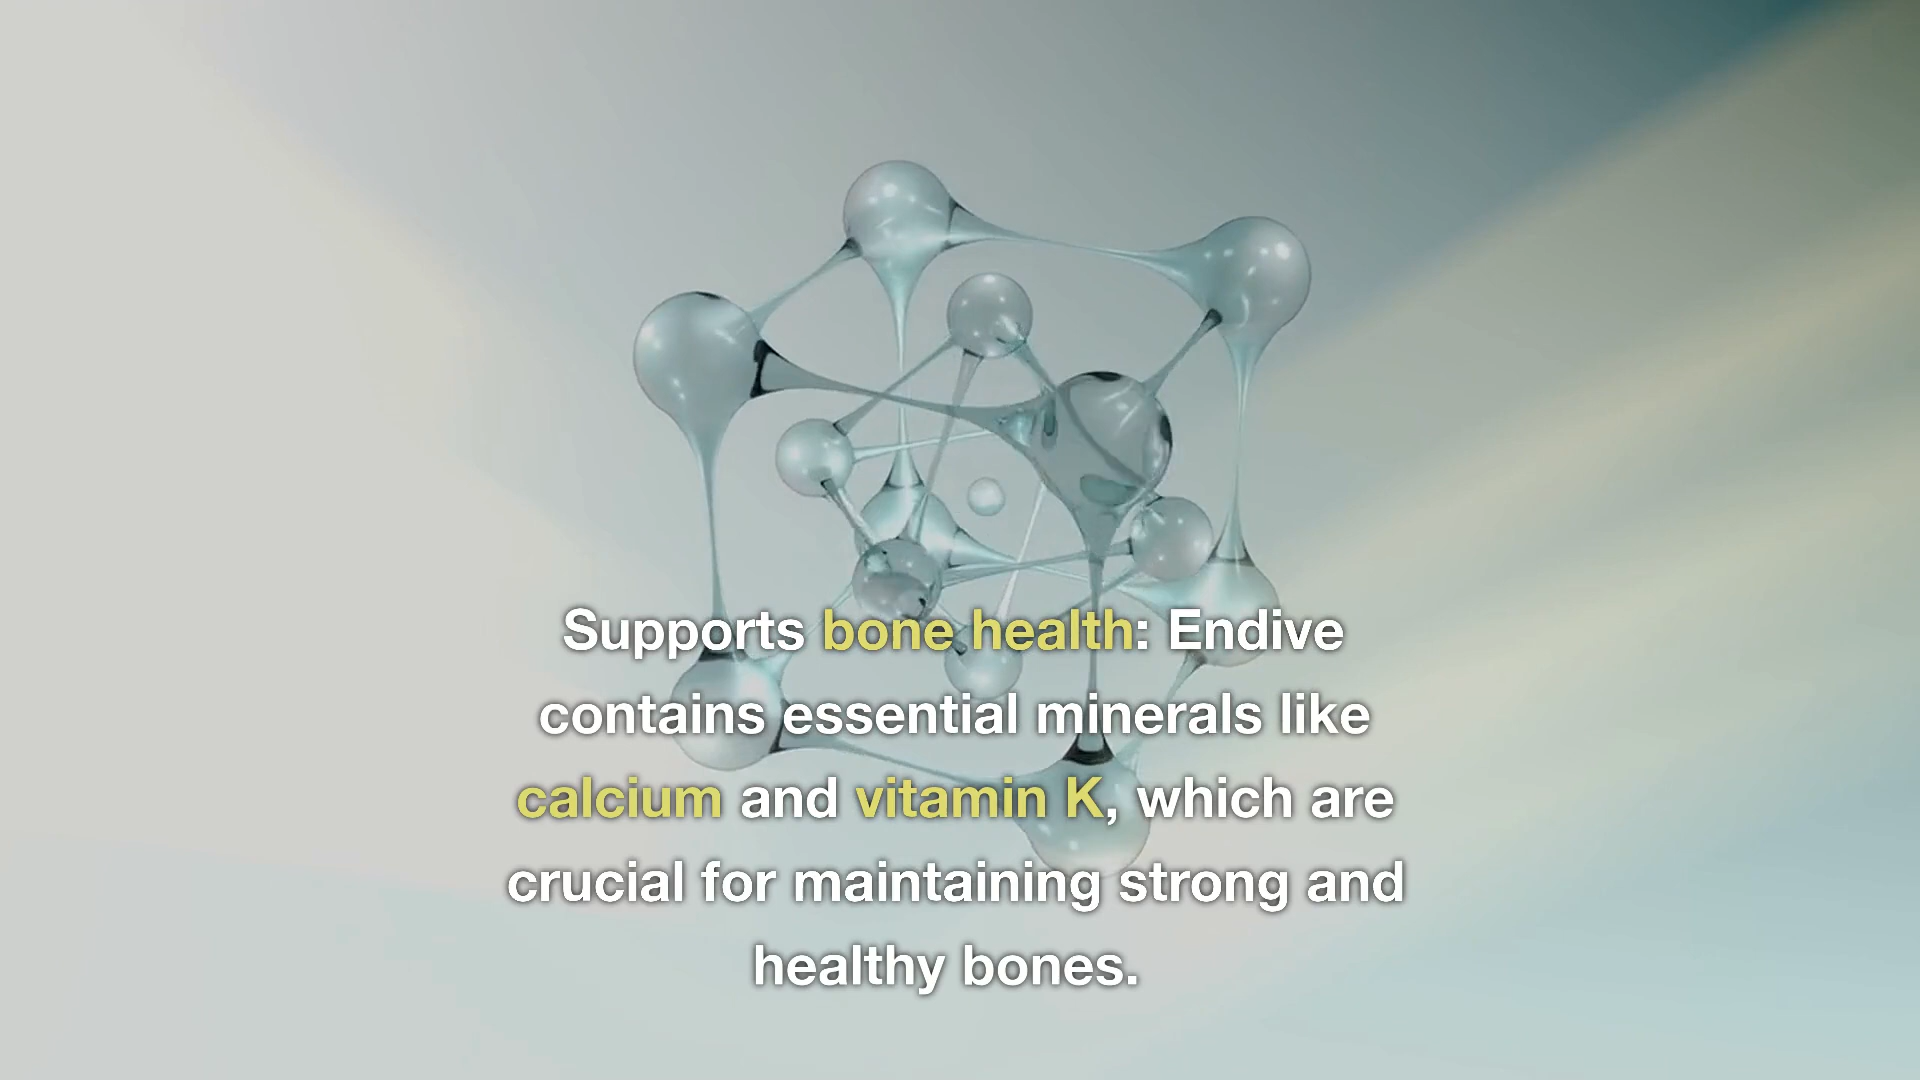 Supports bone health: Endive
contains essential minerals like
calcium and vitamin K, which are
crucial for maintaining strong and
healthy bones.